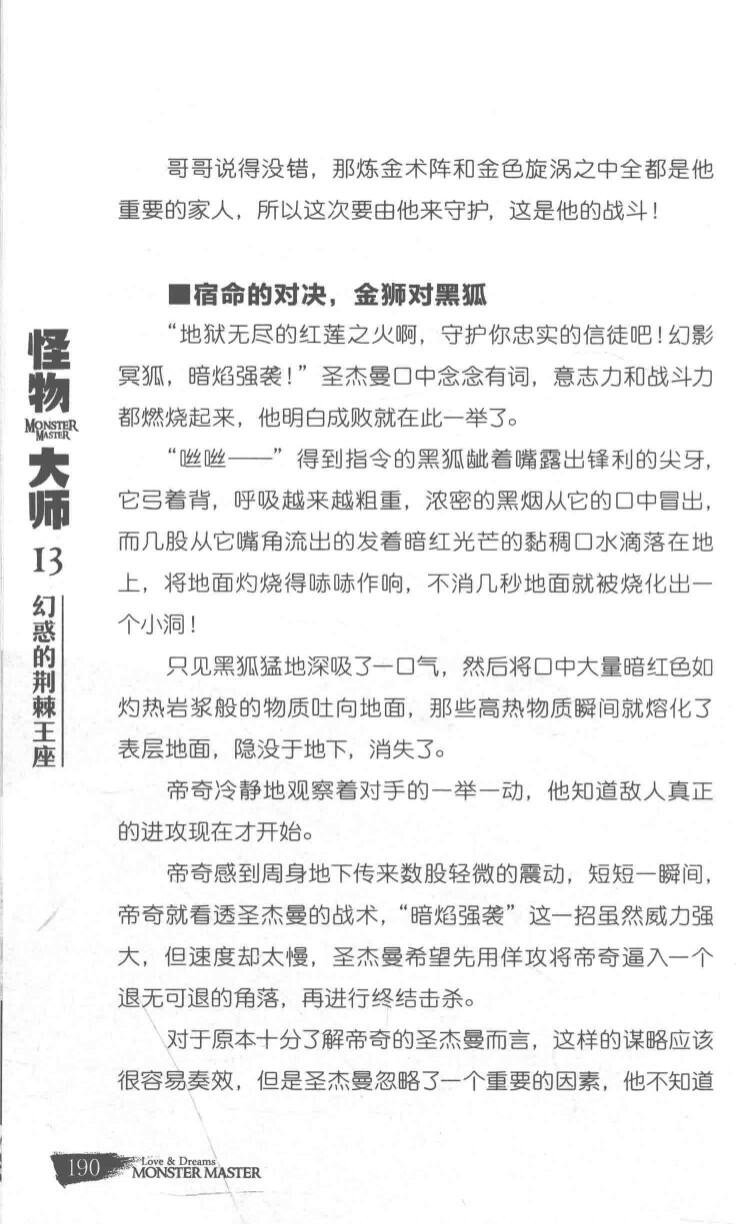 哥哥说得没错，那炼金术阵和金色旋涡之中全都是他
重要的家人，所以这次要由他来守护，这是他的战斗！
■宿命的对决，金狮对黑狐
“地狱无尽的红莲之火啊，守护你忠实的信徒吧！幻影
冥狐，暗焰强袭！”圣杰曼口中念念有词，意志力和战斗力
都燃烧起来，他明白成败就在此一举了。
“咝咝——”得到指令的黑狐龇着嘴露出锋利的尖牙，
它弓着背，呼吸越来越粗重，浓密的黑烟从它的口中冒出，
而几股从它嘴角流出的发着暗红光芒的黏稠口水滴落在地
上，将地面灼烧得哧哧作响，不消几秒地面就被烧化出一
个小洞！
只见黑狐猛地深吸了一口气，然后将口中大量暗红色如
灼热岩浆般的物质吐向地面，那些高热物质瞬间就熔化了
表层地面，隐没于地下，消失了。
帝奇冷静地观察着对手的一举一动，他知道敌人真正
的进攻现在才开始。
帝奇感到周身地下传来数股轻微的震动，短短一瞬间，
帝奇就看透圣杰曼的战术，“暗焰强袭”这一招虽然威力强
大，但速度却太慢，圣杰曼希望先用佯攻将帝奇逼入一个
退无可退的角落，再进行终结击杀。
对于原本十分了解帝奇的圣杰曼而言，这样的谋略应该
很容易奏效，但是圣杰曼忽略了一个重要的因素，他不知道
怪物
MONSTER
MASTER
大师
13
幻惑的荆棘王座
190
Love & Dreams
MONSTER MASTER